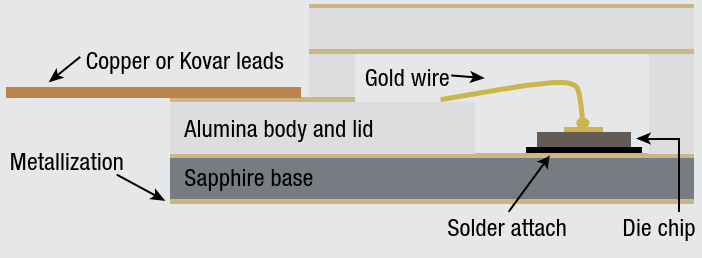 Copper or Kovar leads
Gold wire
Alumina body and lid
Metallization
Sapphire base
Solder attach
Die chip